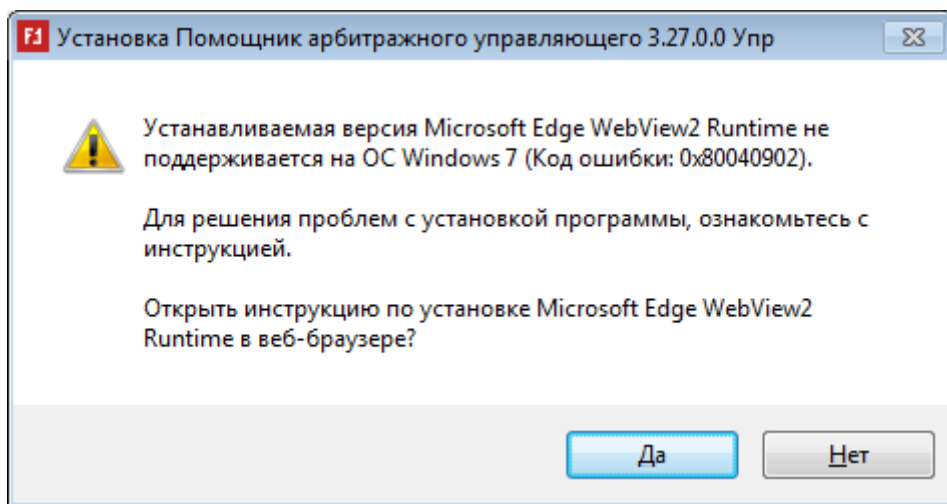 Установка Помощник арбитражного управляющего 3.27.0.0 Упр
Устанавливаемая версия Microsoft Edge WebView2 Runtime не
поддерживается на ОС Windows 7 (Код ошибки: 0x80040902).
Для решения проблем с установкой программы, ознакомьтесь с
инструкцией.
Открыть инструкцию по установке Microsoft Edge WebView2
Runtime в веб-браузере?
Да
Нет